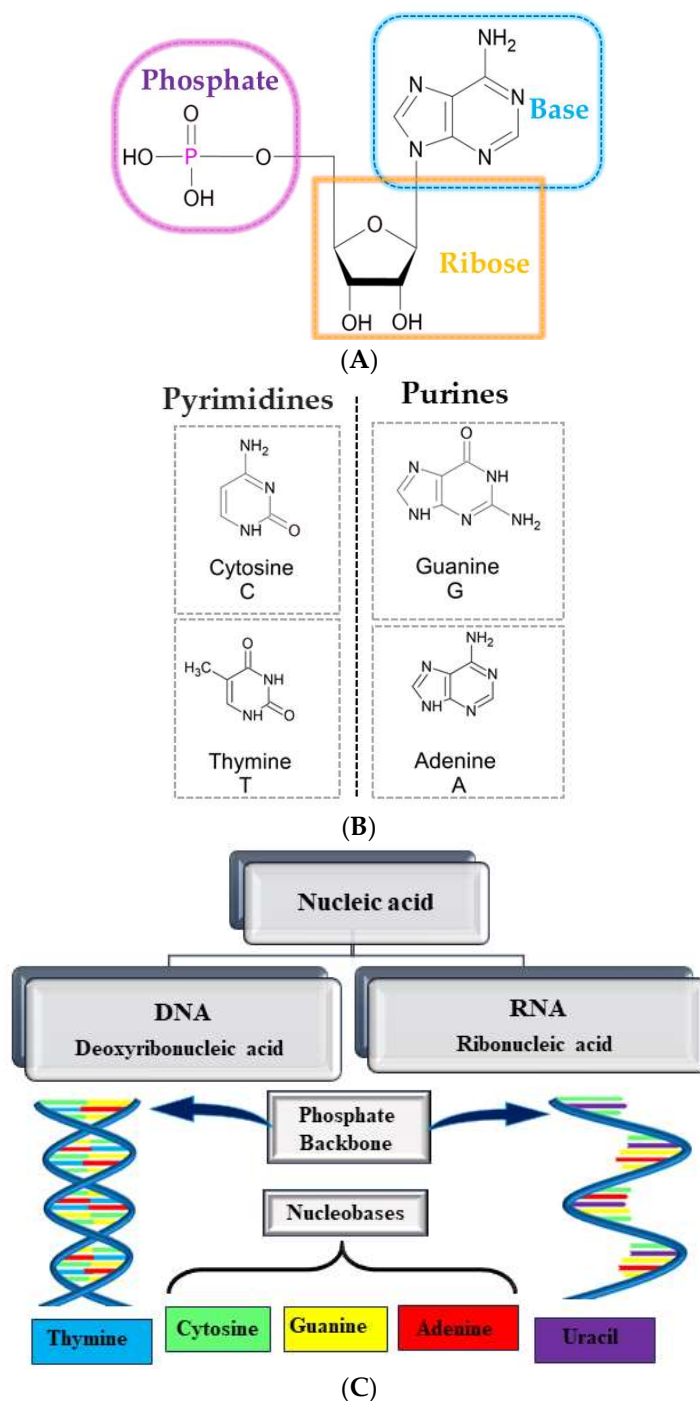 Phosphate
NH₂
N
N
Base
O
HO
P
O
N
N
OH
O
Ribose
OH
OH
(A)
Pyrimidines
Purines
NH₂
N
NH
O
Cytosine
C
O
N
NH
NH
N
NH₂
Guanine
G
O
H₃C
NH
NH
O
Thymine
T
NH₂
N
N
NH
N
Adenine
A
(B)
Nucleic acid
DNA
Deoxyribonucleic acid
RNA
Ribonucleic acid
Phosphate
Backbone
Nucleobases
Thymine
Cytosine
Guanine
Adenine
Uracil
(C)